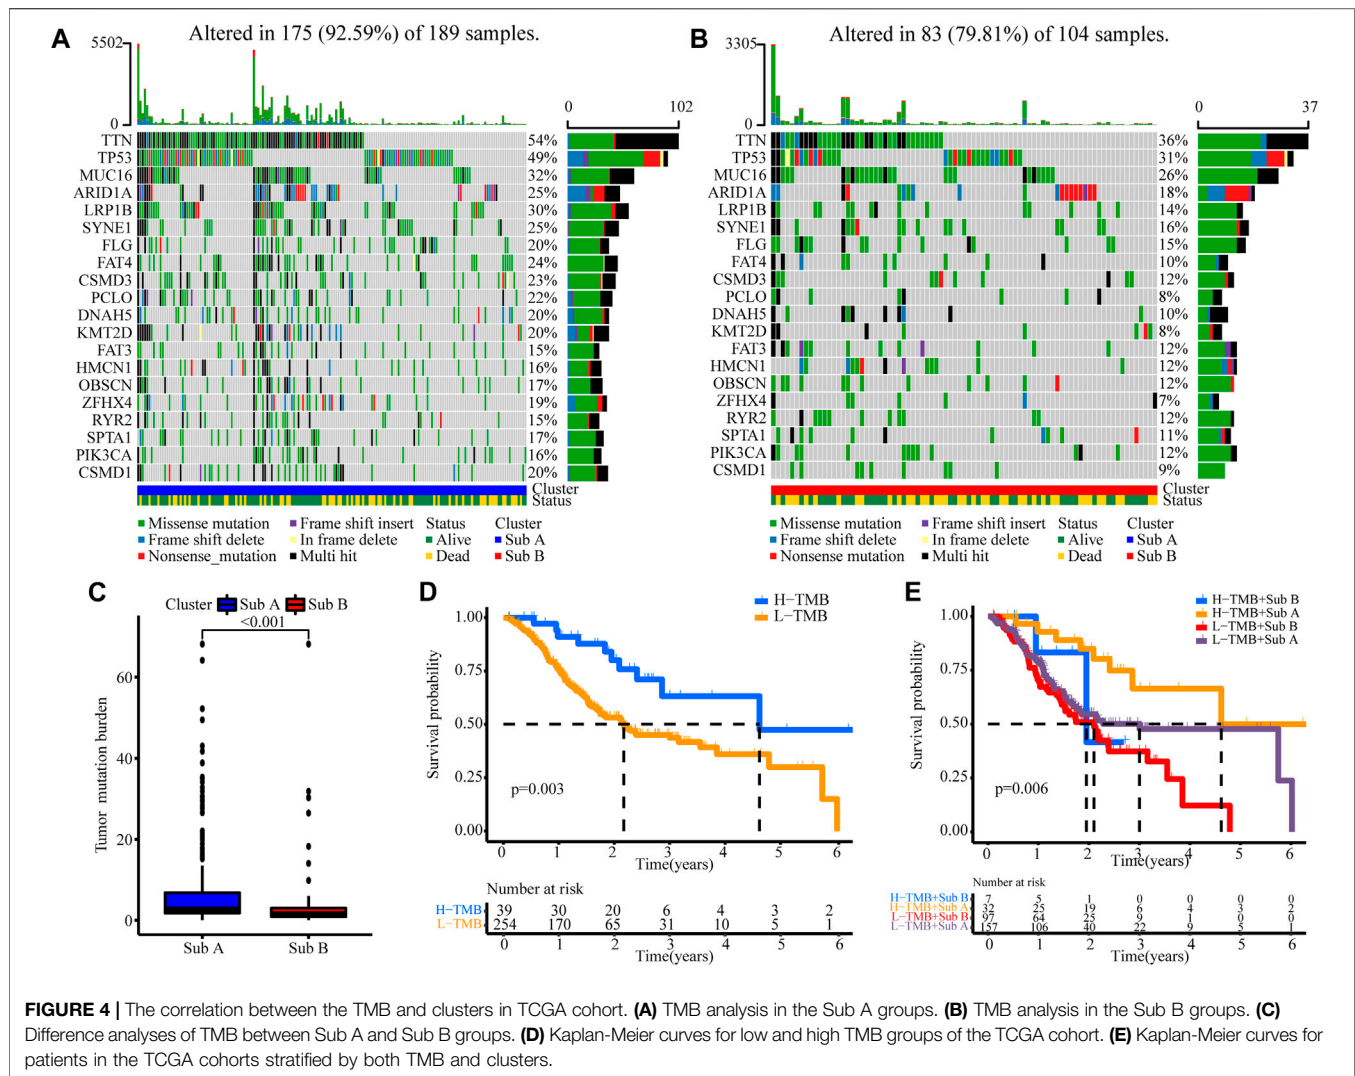 A
Altered in 175 (92.59%) of 189 samples.
5502
0
0 102
TTN 54%
TP53 49%
MUC16 32%
ARID1A 25%
LRP1B 30%
SYNE1 25%
FLG 20%
FAT4 24%
CSMD3 23%
PCLO 22%
DNAH5 20%
KMT2D 20%
FAT3 15%
HMCN1 16%
OBSCN 17%
ZFHX4 19%
RYR2 15%
SPTA1 17%
PIK3CA 16%
CSMD1 20%
Cluster
Status
Missense mutation Frame shift insert Status Cluster
Frame shift delete In frame delete Alive Sub A
Nonsense_mutation Multi hit Dead Sub B
B
Altered in 83 (79.81%) of 104 samples.
3305
0
0 37
TTN 36%
TP53 31%
MUC16 26%
ARID1A 18%
LRP1B 14%
SYNE1 16%
FLG 15%
FAT4 10%
CSMD3 12%
PCLO 8%
DNAH5 10%
KMT2D 8%
FAT3 12%
HMCN1 12%
OBSCN 12%
ZFHX4 7%
RYR2 12%
SPTA1 11%
PIK3CA 12%
CSMD1 9%
Cluster
Status
Missense mutation Frame shift insert Status Cluster
Frame shift delete In frame delete Alive Sub A
Nonsense mutation Multi hit Dead Sub B
C
Cluster Sub A Sub B
<0.001
Tumor mutation burden
60
40
20
0
Sub A Sub B
D
H-TMB
L-TMB
Survival probability
1.00
0.75
0.50
0.25
0.00
p=0.003
0 1 2 3 4 5 6
Time(years)
Number at risk
H-TMB 39 30 20 6 4 3 2
L-TMB 254 170 65 31 10 5 1
0 1 2 3 4 5 6
Time(years)
E
H-TMB+Sub B
H-TMB+Sub A
L-TMB+Sub B
L-TMB+Sub A
Survival probability
1.00
0.75
0.50
0.25
0.00
p=0.006
0 1 2 3 4 5 6
Time(years)
Number at risk
H-TMB+Sub B 7 5 1 0 0 0 0
H-TMB+Sub A 32 25 19 6 4 3 2
L-TMB+Sub B 97 64 25 9 1 0 0
L-TMB+Sub A 157 106 40 22 9 5 1
0 1 2 3 4 5 6
Time(years)
FIGURE 4 | The correlation between the TMB and clusters in TCGA cohort. (A) TMB analysis in the Sub A groups. (B) TMB analysis in the Sub B groups. (C)
Difference analyses of TMB between Sub A and Sub B groups. (D) Kaplan-Meier curves for low and high TMB groups of the TCGA cohort. (E) Kaplan-Meier curves for
patients in the TCGA cohorts stratified by both TMB and clusters.